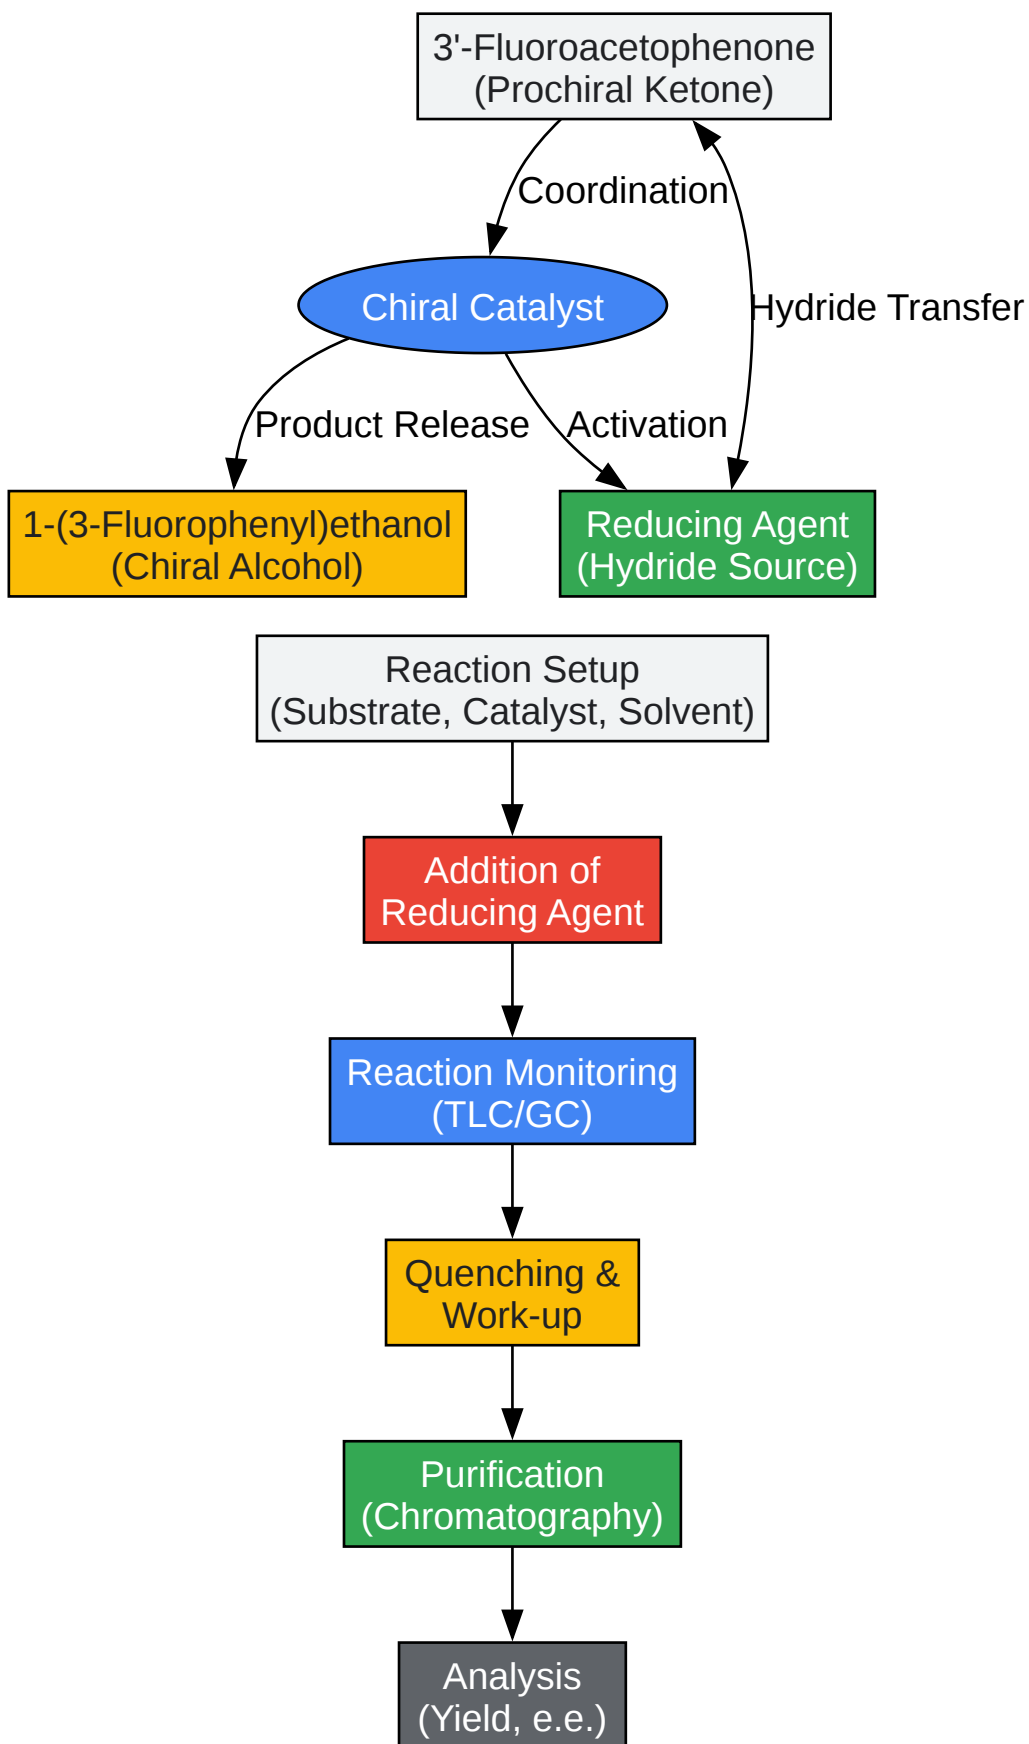 3'-Fluoroacetophenone
(Prochiral Ketone)
Coordination
Chiral Catalyst
Hydride Transfer
Product Release
Activation
1-(3-Fluorophenyl)ethanol
(Chiral Alcohol)
Reducing Agent
(Hydride Source)
Reaction Setup
(Substrate, Catalyst, Solvent)
Addition of
Reducing Agent
Reaction Monitoring
(TLC/GC)
Quenching &
Work-up
Purification
(Chromatography)
Analysis
(Yield, e.e.)